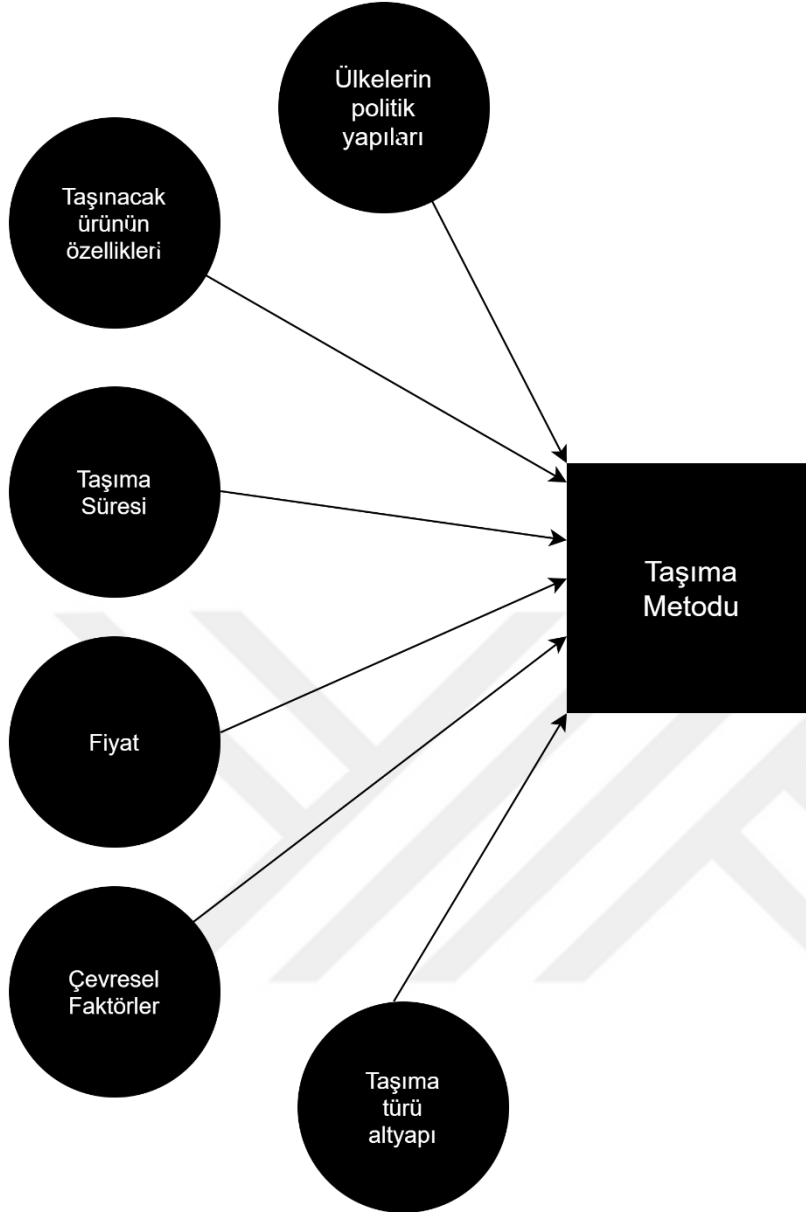 Ülkelerin
politik
yapıları
Taşınacak
ürünün
özellikleri
Taşıma
Süresi
Taşıma
Metodu
Fiyat
Çevresel
Faktörler
Taşıma
türü
altyapı